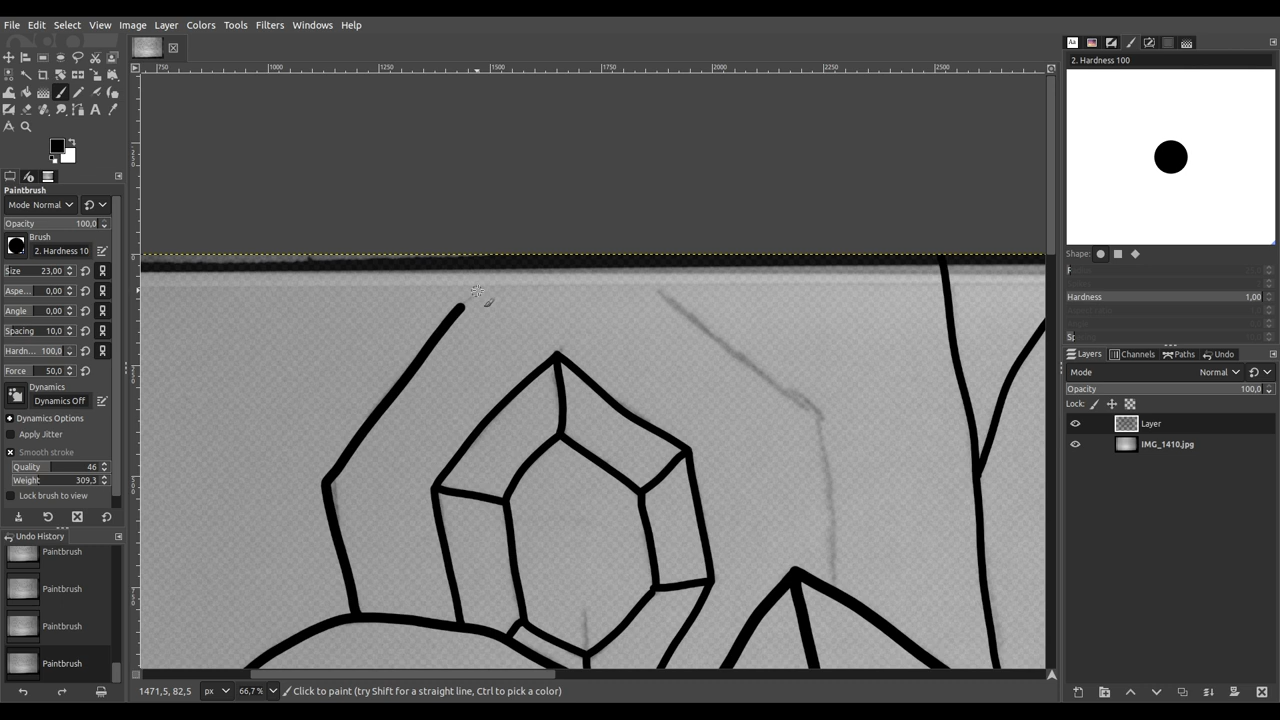 File Edit Select View Image Layer Colors Tools Filters Windows Help
750 1000 1250 1500 1750 2000 2250 2500
Paintbrush
Mode Normal
Opacity 100,0
Brush
2. Hardness 10
Size 23,00
Aspe... 0,00
Angle 0,00
Spacing 10,0
Hardn... 100,0
Force 50,0
Dynamics
Dynamics Off
Dynamics Options
Apply Jitter
Smooth stroke
Quality 46
Weight 309,3
Lock brush to view
Undo History
Paintbrush
Paintbrush
Paintbrush
Paintbrush
1471,5, 82,5 px 66,7 % Click to paint (try Shift for a straight line, Ctrl to pick a color)
2. Hardness 100
Shape:
Hardness 1,00
Layers Channels Paths Undo
Mode Normal
Opacity 100,0
Lock:
Layer
IMG_1410.jpg